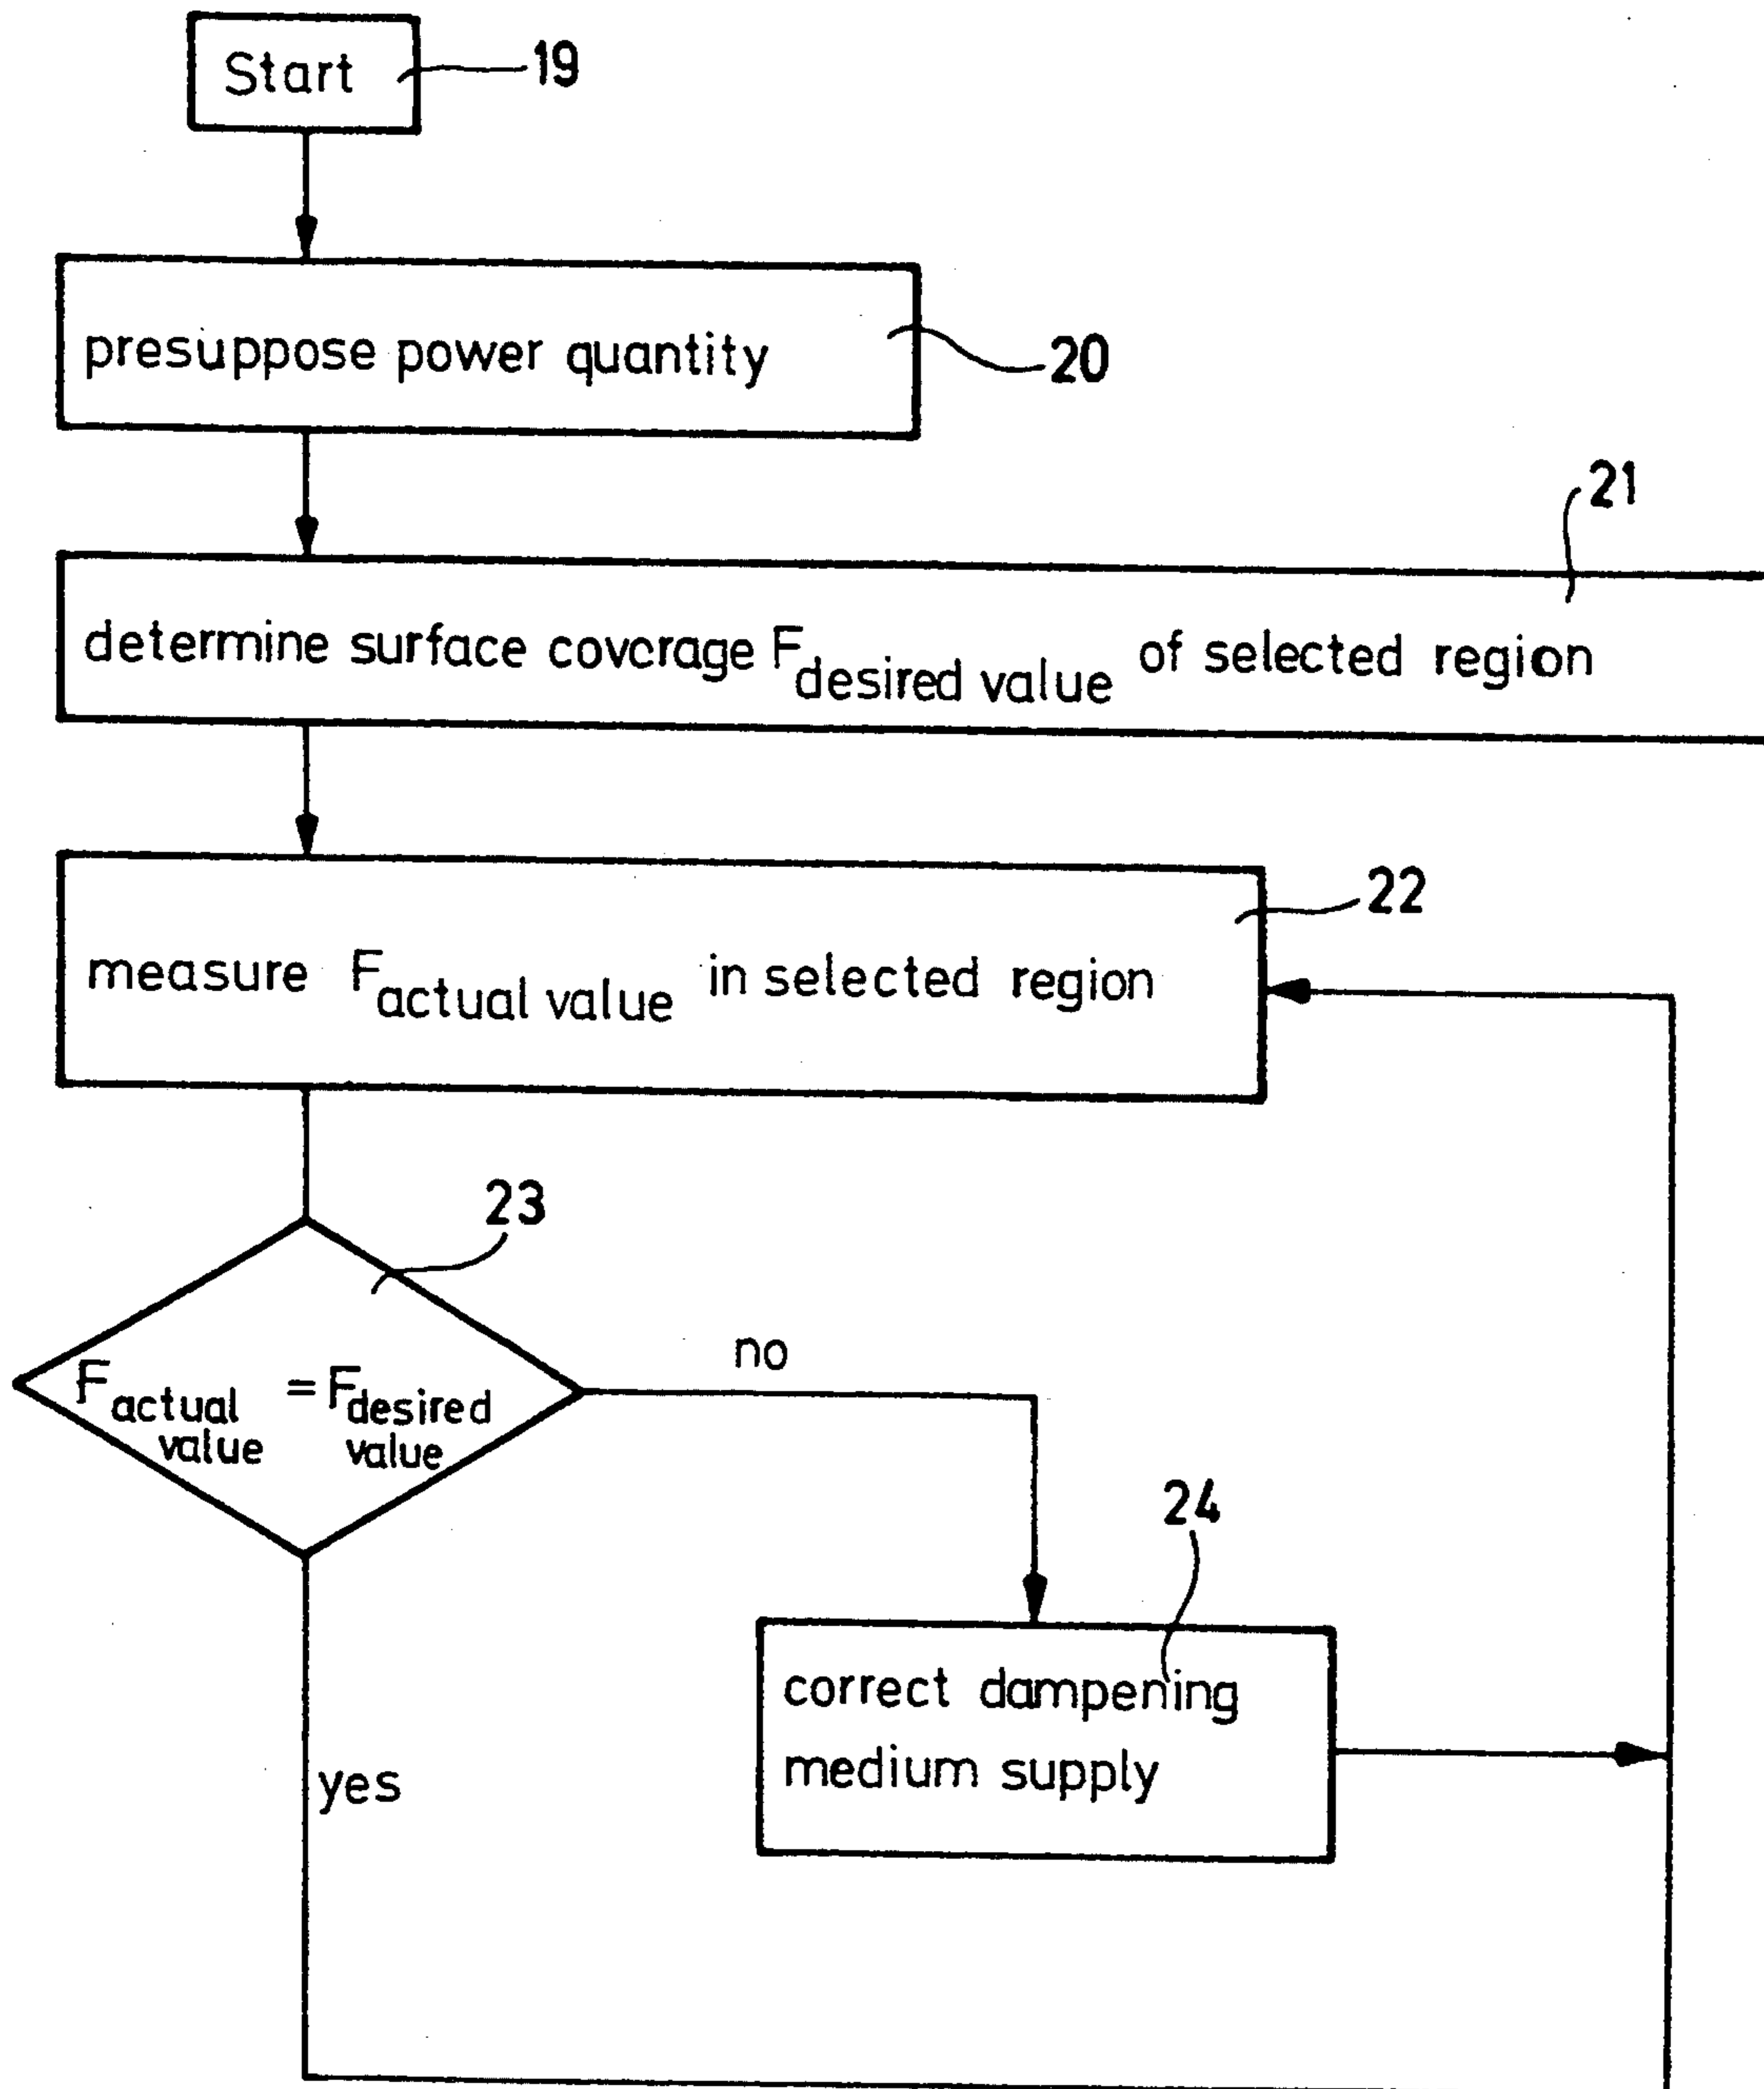 Start
19
presuppose power quantity
20
21
determine surface coverage F desired value of selected region
22
measure F actual value in selected region
23
F actual value = F desired value
no
24
correct dampening
medium supply
yes